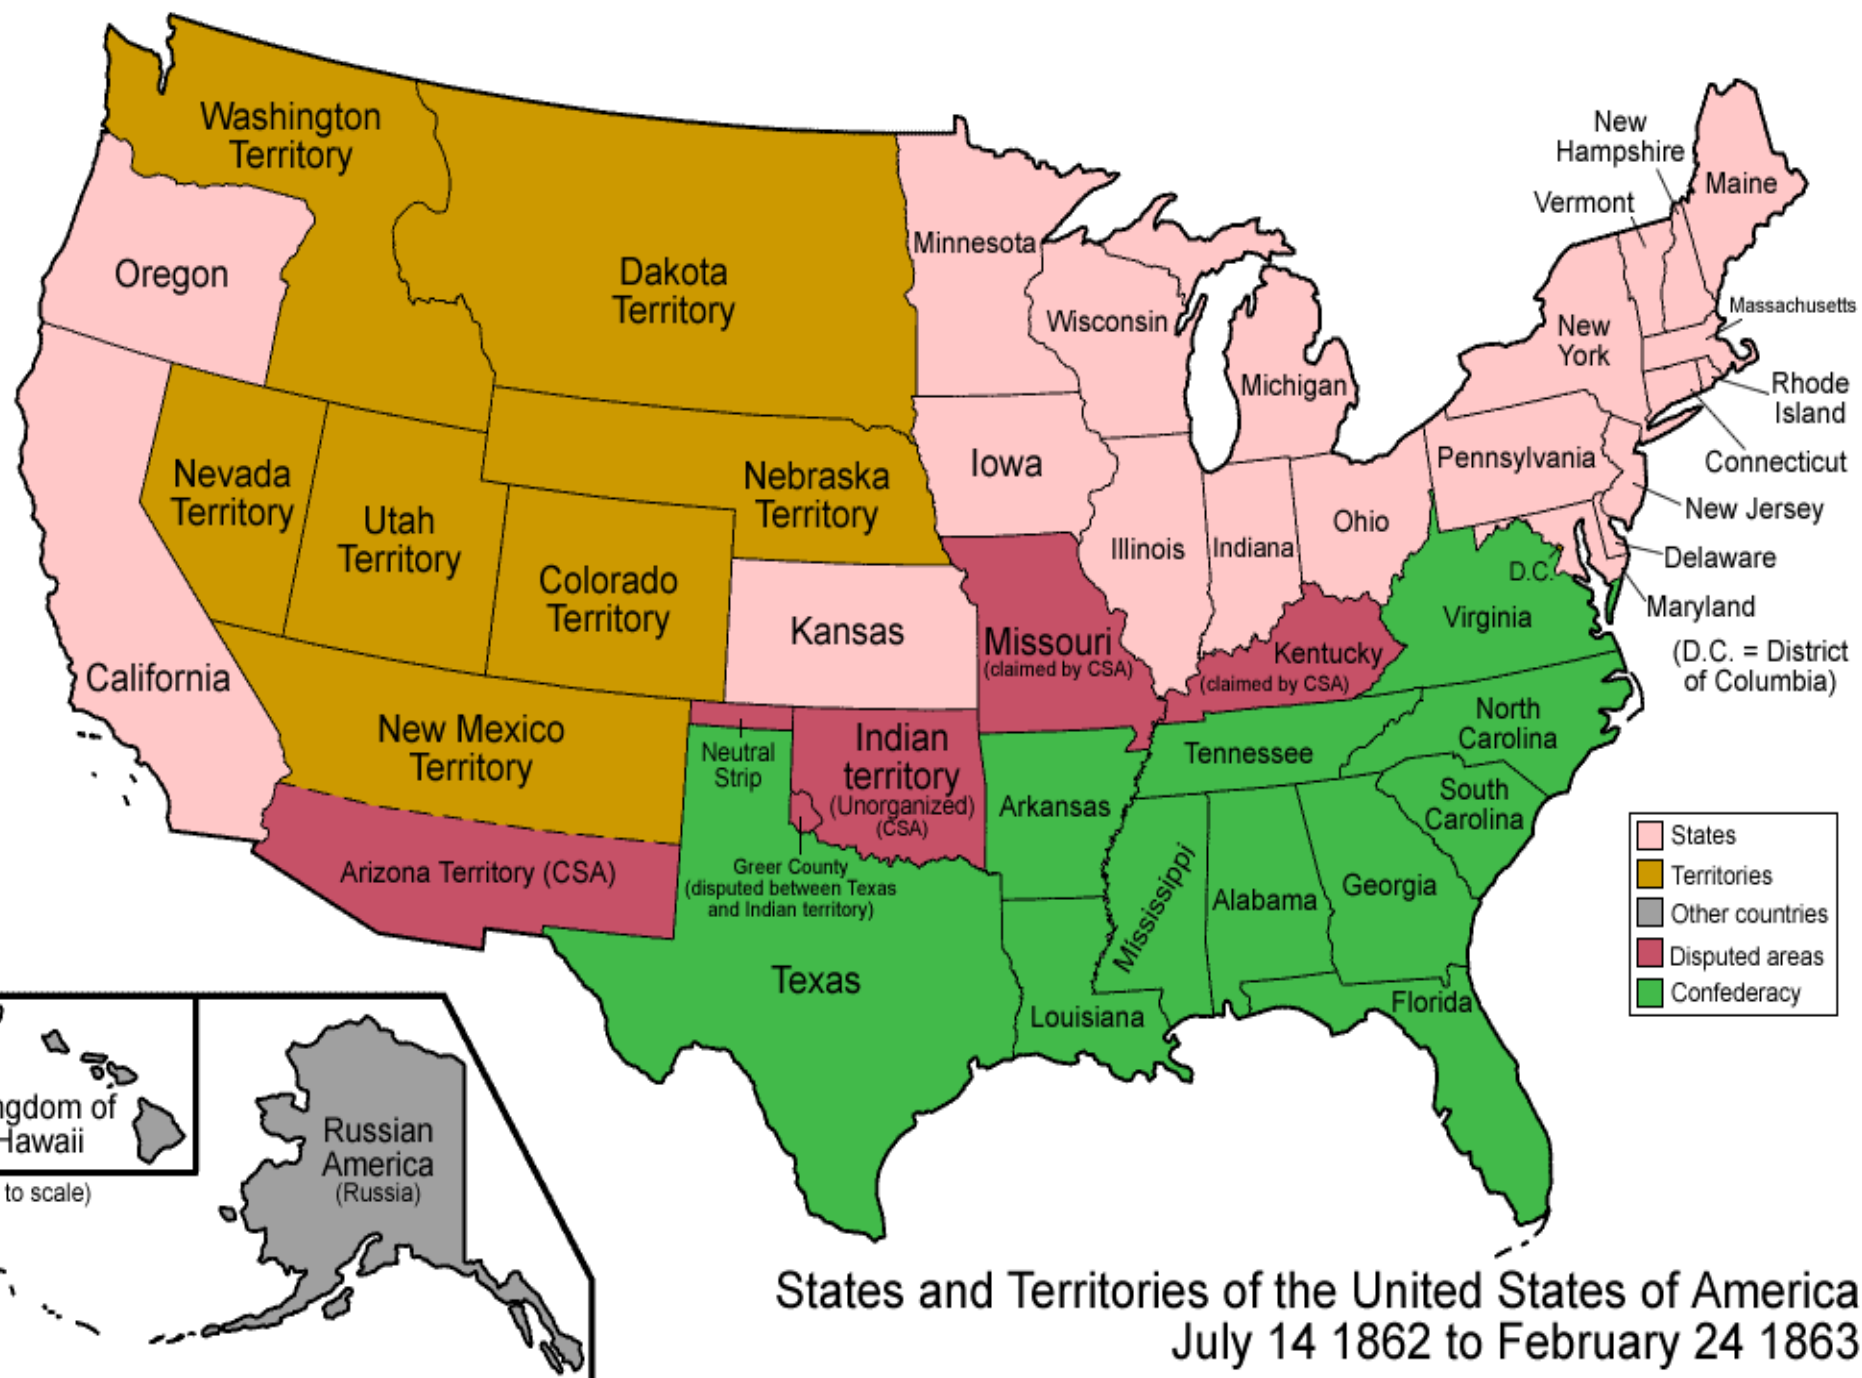 Washington
Territory
Oregon
Dakota
Territory
Minnesota
Wisconsin
Michigan
New
Hampshire
Vermont
Maine
Massachusetts
New
York
Rhode
Island
Connecticut
Pennsylvania
New Jersey
Delaware
Maryland
(D.C. = District
of Columbia)
D.C.
Nevada
Territory
Utah
Territory
Colorado
Territory
Nebraska
Territory
Iowa
Illinois
Indiana
Ohio
Virginia
California
Kansas
Missouri
(claimed by CSA)
Kentucky
(claimed by CSA)
New Mexico
Territory
Neutral
Strip
Indian
territory
(Unorganized)
(CSA)
Arkansas
Tennessee
North
Carolina
South
Carolina
Arizona Territory (CSA)
Greer County
(disputed between Texas
and Indian territory)
Mississippi
Alabama
Georgia
Texas
Louisiana
Florida
States
Territories
Other countries
Disputed areas
Confederacy
ngdom of
Hawaii
to scale)
Russian
America
(Russia)
States and Territories of the United States of America
July 14 1862 to February 24 1863